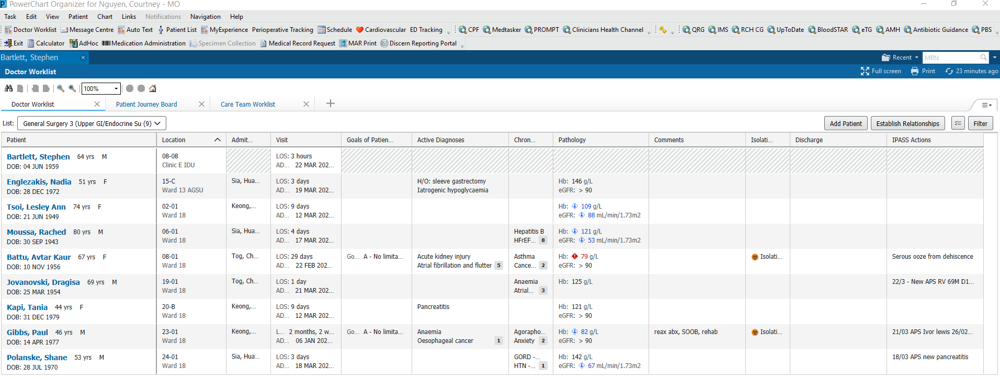 PowerChart Organizer for Nguyen, Courtney - MO
Task Edit View Patient Chart Links Notifications Navigation Help
Doctor Worklist Message Centre Auto Text Patient List MyExperience Perioperative Tracking Schedule Cardiovascular ED Tracking CPF Medtasker PROMPT Clinicians Health Channel QRG IMS RCH CG UpToDate BloodSTAR eTG AMH Antibiotic Guidance PBS
Exit Calculator AdHoc Medication Administration Specimen Collection Medical Record Request MAR Print Discern Reporting Portal
Bartlett, Stephen × Recent MRN
Doctor Worklist Full screen Print 23 minutes ago
100%
Doctor Worklist Patient Journey Board Care Team Worklist
List: General Surgery 3 (Upper GI/Endocrine Su (9) Add Patient Establish Relationships Filter
Patient Location Admit... Visit Goals of Patien... Active Diagnoses Chron... Pathology Comments Isolati... Discharge IPASS Actions
Bartlett, Stephen 64 yrs M 08-08 LOS: 3 hours
DOB: 04 JUN 1959 Clinic E IDU AD... 22 MAR 202...
Englezakis, Nadia 51 yrs F 15-C Sia, Hua... LOS: 3 days H/O: sleeve gastrectomy Hb: 146 g/L
DOB: 28 DEC 1972 Ward 13 AGSU AD... 19 MAR 202... Iatrogenic hypoglycaemia eGFR: > 90
Tsoi, Lesley Ann 74 yrs F 02-01 Keong,... LOS: 9 days Hb: 109 g/L
DOB: 21 JUN 1949 Ward 18 AD... 12 MAR 202... eGFR: 88 mL/min/1.73m2
Moussa, Rached 80 yrs M 06-01 Sia, Hua... LOS: 4 days Hepatitis B Hb: 121 g/L
DOB: 30 SEP 1943 Ward 18 AD... 17 MAR 202... HFrEF... 8 eGFR: 53 mL/min/1.73m2
Battu, Avtar Kaur 67 yrs F 08-01 Tog, Ch... LOS: 29 days Go... A - No limita... Acute kidney injury Asthma Hb: 79 g/L Isolati... Serous ooze from dehiscence
DOB: 10 NOV 1956 Ward 18 AD... 22 FEB 202... Atrial fibrillation and flutter 5 Cance... 2 eGFR: > 90
Jovanovski, Dragisa 69 yrs M 19-01 Tog, Ch... LOS: 1 day Anaemia Hb: 125 g/L 22/3 - New APS RV 69M D1...
DOB: 25 MAR 1954 Ward 18 AD... 21 MAR 202... Atrial... 3
Kapi, Tania 44 yrs F 20-B Keong,... LOS: 9 days Pancreatitis Hb: 121 g/L
DOB: 31 DEC 1979 Ward 18 AD... 12 MAR 202... eGFR: > 90
Gibbs, Paul 46 yrs M 23-01 Keong,... L... 2 months, 2 w... Go... A - No limita... Anaemia Agorapho... Hb: 82 g/L reax abx, SOOB, rehab Isolati... 21/03 APS Ivor lewis 26/02...
DOB: 14 APR 1977 Ward 18 AD... 06 JAN 202... Oesophageal cancer 1 Anxiety 2 eGFR: > 90
Polanske, Shane 53 yrs M 24-01 Sia, Hua... LOS: 3 days GORD -... Hb: 142 g/L 18/03 APS new pancreatitis
DOB: 28 JUL 1970 Ward 18 AD... 18 MAR 202... HTN -... 1 eGFR: 67 mL/min/1.73m2